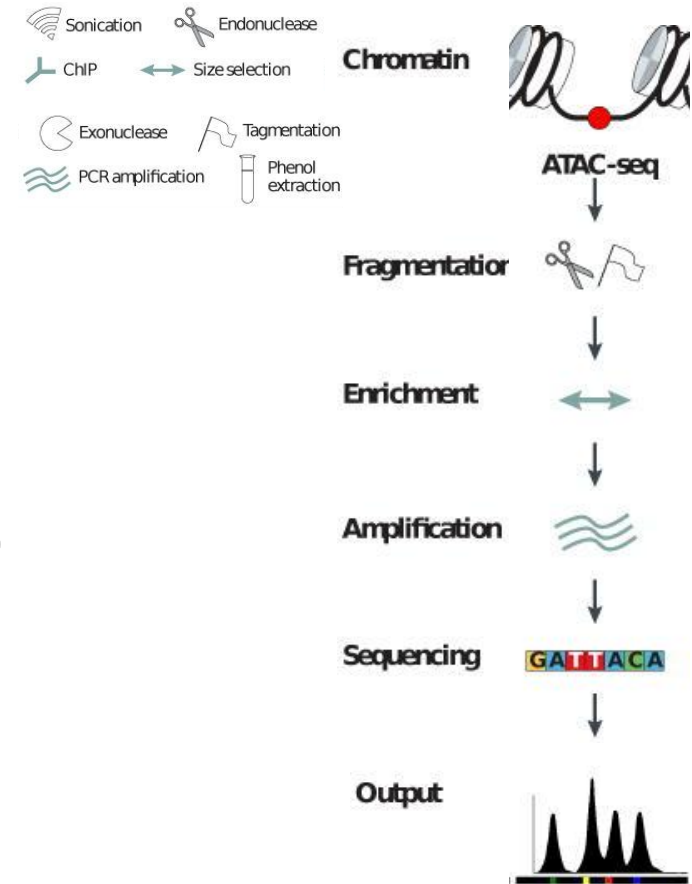 Sonication
Endonuclease
ChIP
Size selection
Exonuclease
Tagmentation
PCR amplification
Phenol
extraction
Chromatin
ATAC-seq
Fragmentatior
Enrichment
Amplification
Sequencing
GATTACA
Output